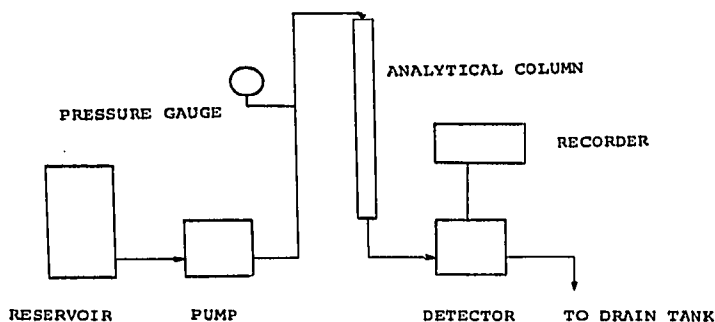 ANALYTICAL COLUMN
PRESSURE GAUGE
RECORDER
RESERVOIR
PUMP
DETECTOR
TO DRAIN TANK